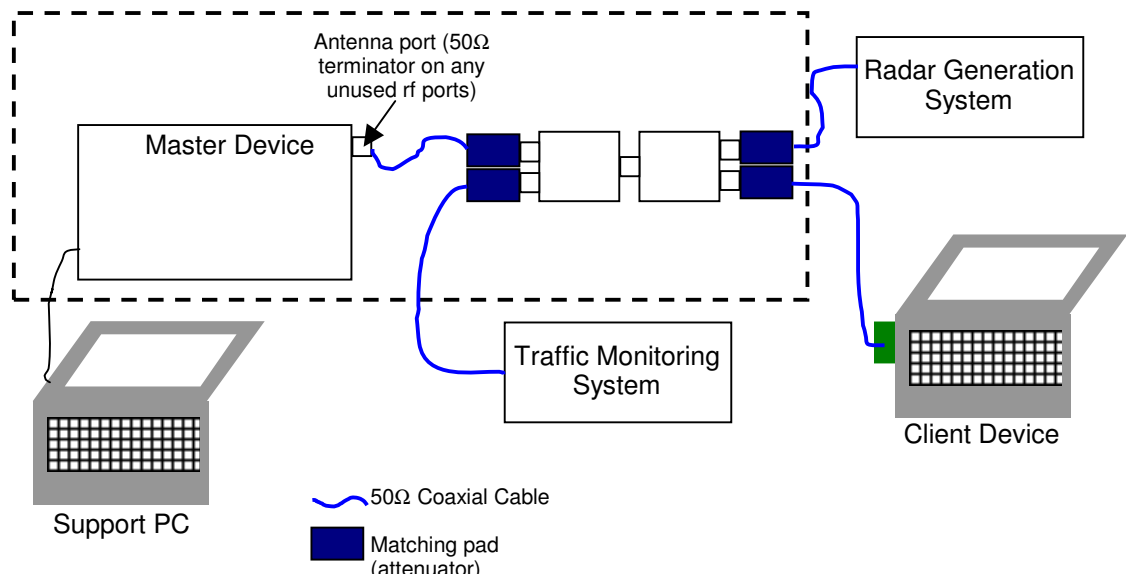 Antenna port (50Ω
terminator on any
unused rf ports)
Master Device
Radar Generation
System
Traffic Monitoring
System
Client Device
Support PC
50Ω Coaxial Cable
Matching pad
(attenuator)